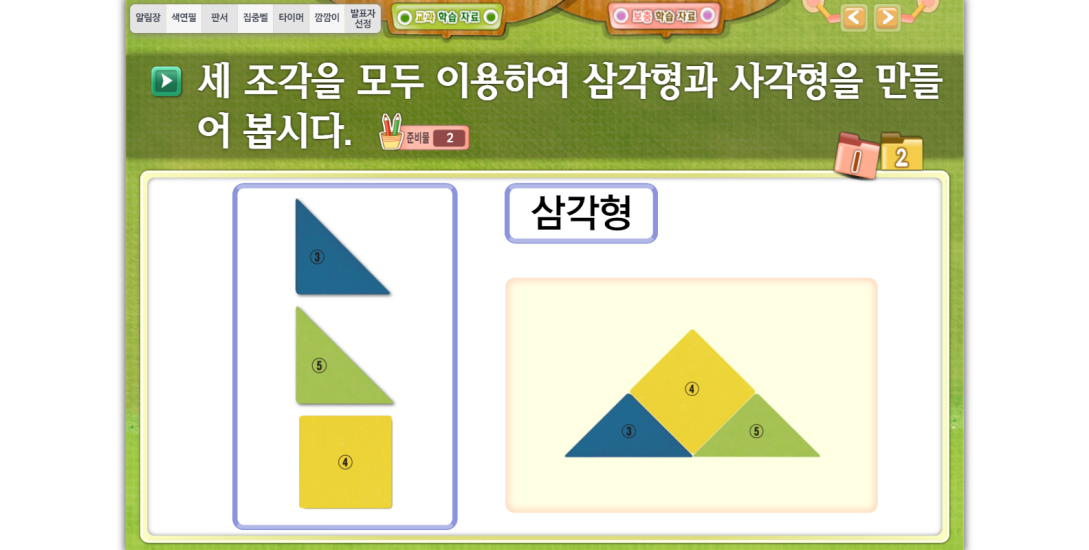 알림장 색연필 판서 집중벨 타이머 깜깜이 발표자
선정
교과 학습 자료
보충 학습 자료
세 조각을 모두 이용하여 삼각형과 사각형을 만들
어 봅시다. 준비물 2
1 2
삼각형
③
⑤
④
④
③ ⑤